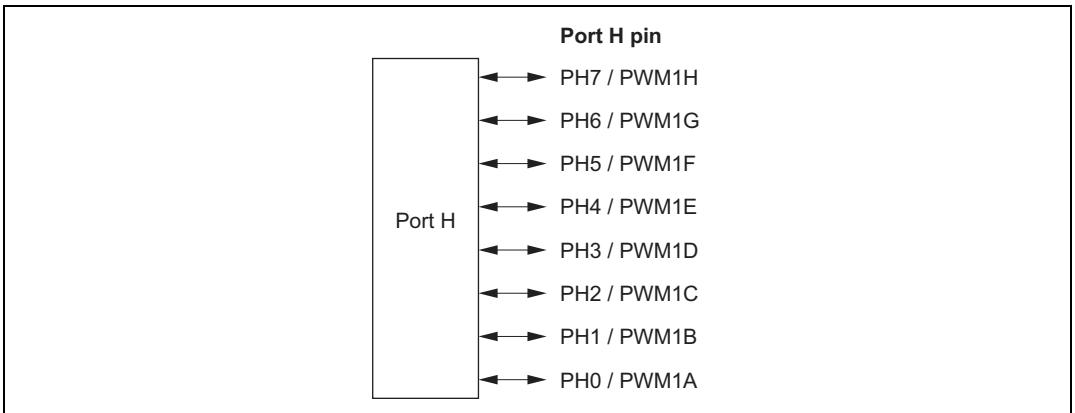 Port H pin
PH7 / PWM1H
PH6 / PWM1G
PH5 / PWM1F
PH4 / PWM1E
Port H
PH3 / PWM1D
PH2 / PWM1C
PH1 / PWM1B
PH0 / PWM1A